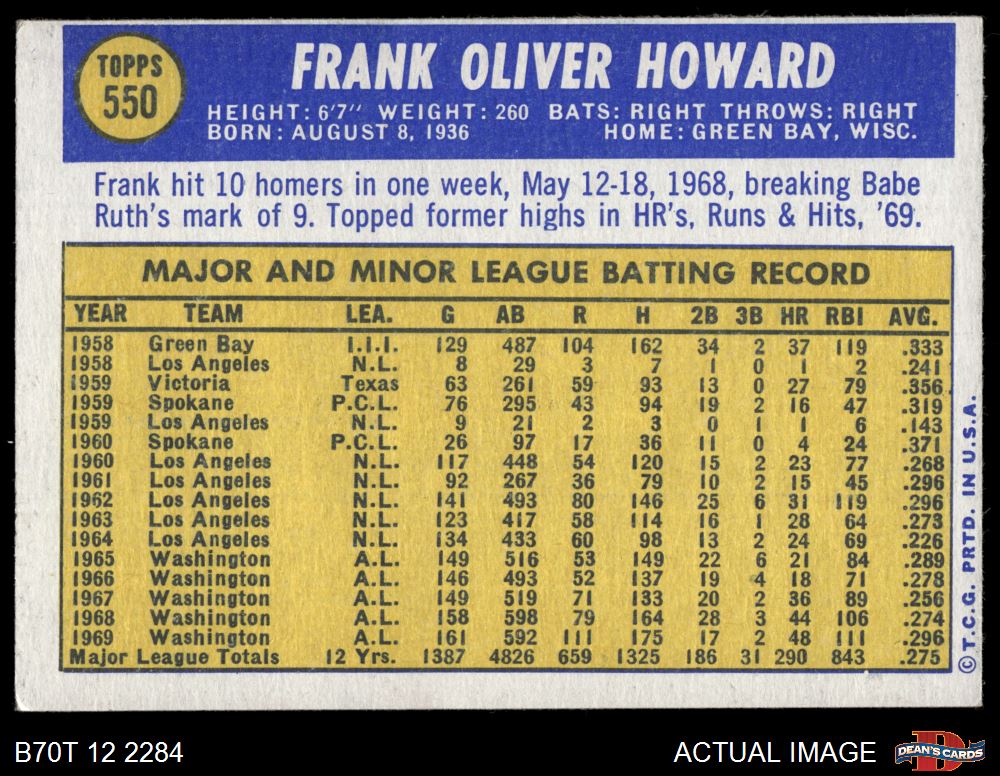 TOPPS
550
FRANK OLIVER HOWARD
HEIGHT: 6'7" WEIGHT: 260 BATS: RIGHT THROWS: RIGHT
BORN: AUGUST 8, 1936 HOME: GREEN BAY, WISC.
Frank hit 10 homers in one week, May 12-18, 1968, breaking Babe
Ruth's mark of 9. Topped former highs in HR's, Runs & Hits, '69.
MAJOR AND MINOR LEAGUE BATTING RECORD
YEAR TEAM LEA. G AB R H 2B 3B HR RBI AVG.
1958 Green Bay I.I.I. 129 487 104 162 34 2 37 119 .333
1958 Los Angeles N.L. 8 29 3 7 1 0 1 2 .241
1959 Victoria Texas 63 261 59 93 13 0 27 79 .356
1959 Spokane P.C.L. 76 295 43 94 19 2 16 47 .319
1959 Los Angeles N.L. 9 21 2 3 0 1 1 6 .143
1960 Spokane P.C.L. 26 97 17 36 11 0 4 24 .371
1960 Los Angeles N.L. 117 448 54 120 15 2 23 77 .268
1961 Los Angeles N.L. 92 267 36 79 10 2 15 45 .296
1962 Los Angeles N.L. 141 493 80 146 25 6 31 119 .296
1963 Los Angeles N.L. 123 417 58 114 16 1 28 64 .273
1964 Los Angeles N.L. 134 433 60 98 13 2 24 69 .226
1965 Washington A.L. 149 516 53 149 22 6 21 84 .289
1966 Washington A.L. 146 493 52 137 19 4 18 71 .278
1967 Washington A.L. 149 519 71 133 20 2 36 89 .256
1968 Washington A.L. 158 598 79 164 28 3 44 106 .274
1969 Washington A.L. 161 592 111 175 17 2 48 111 .296
Major League Totals 12 Yrs. 1387 4826 659 1325 186 31 290 843 .275
© T.C.G. PRTD. IN U.S.A.
B70T 12 2284
ACTUAL IMAGE
DEAN'S CARDS